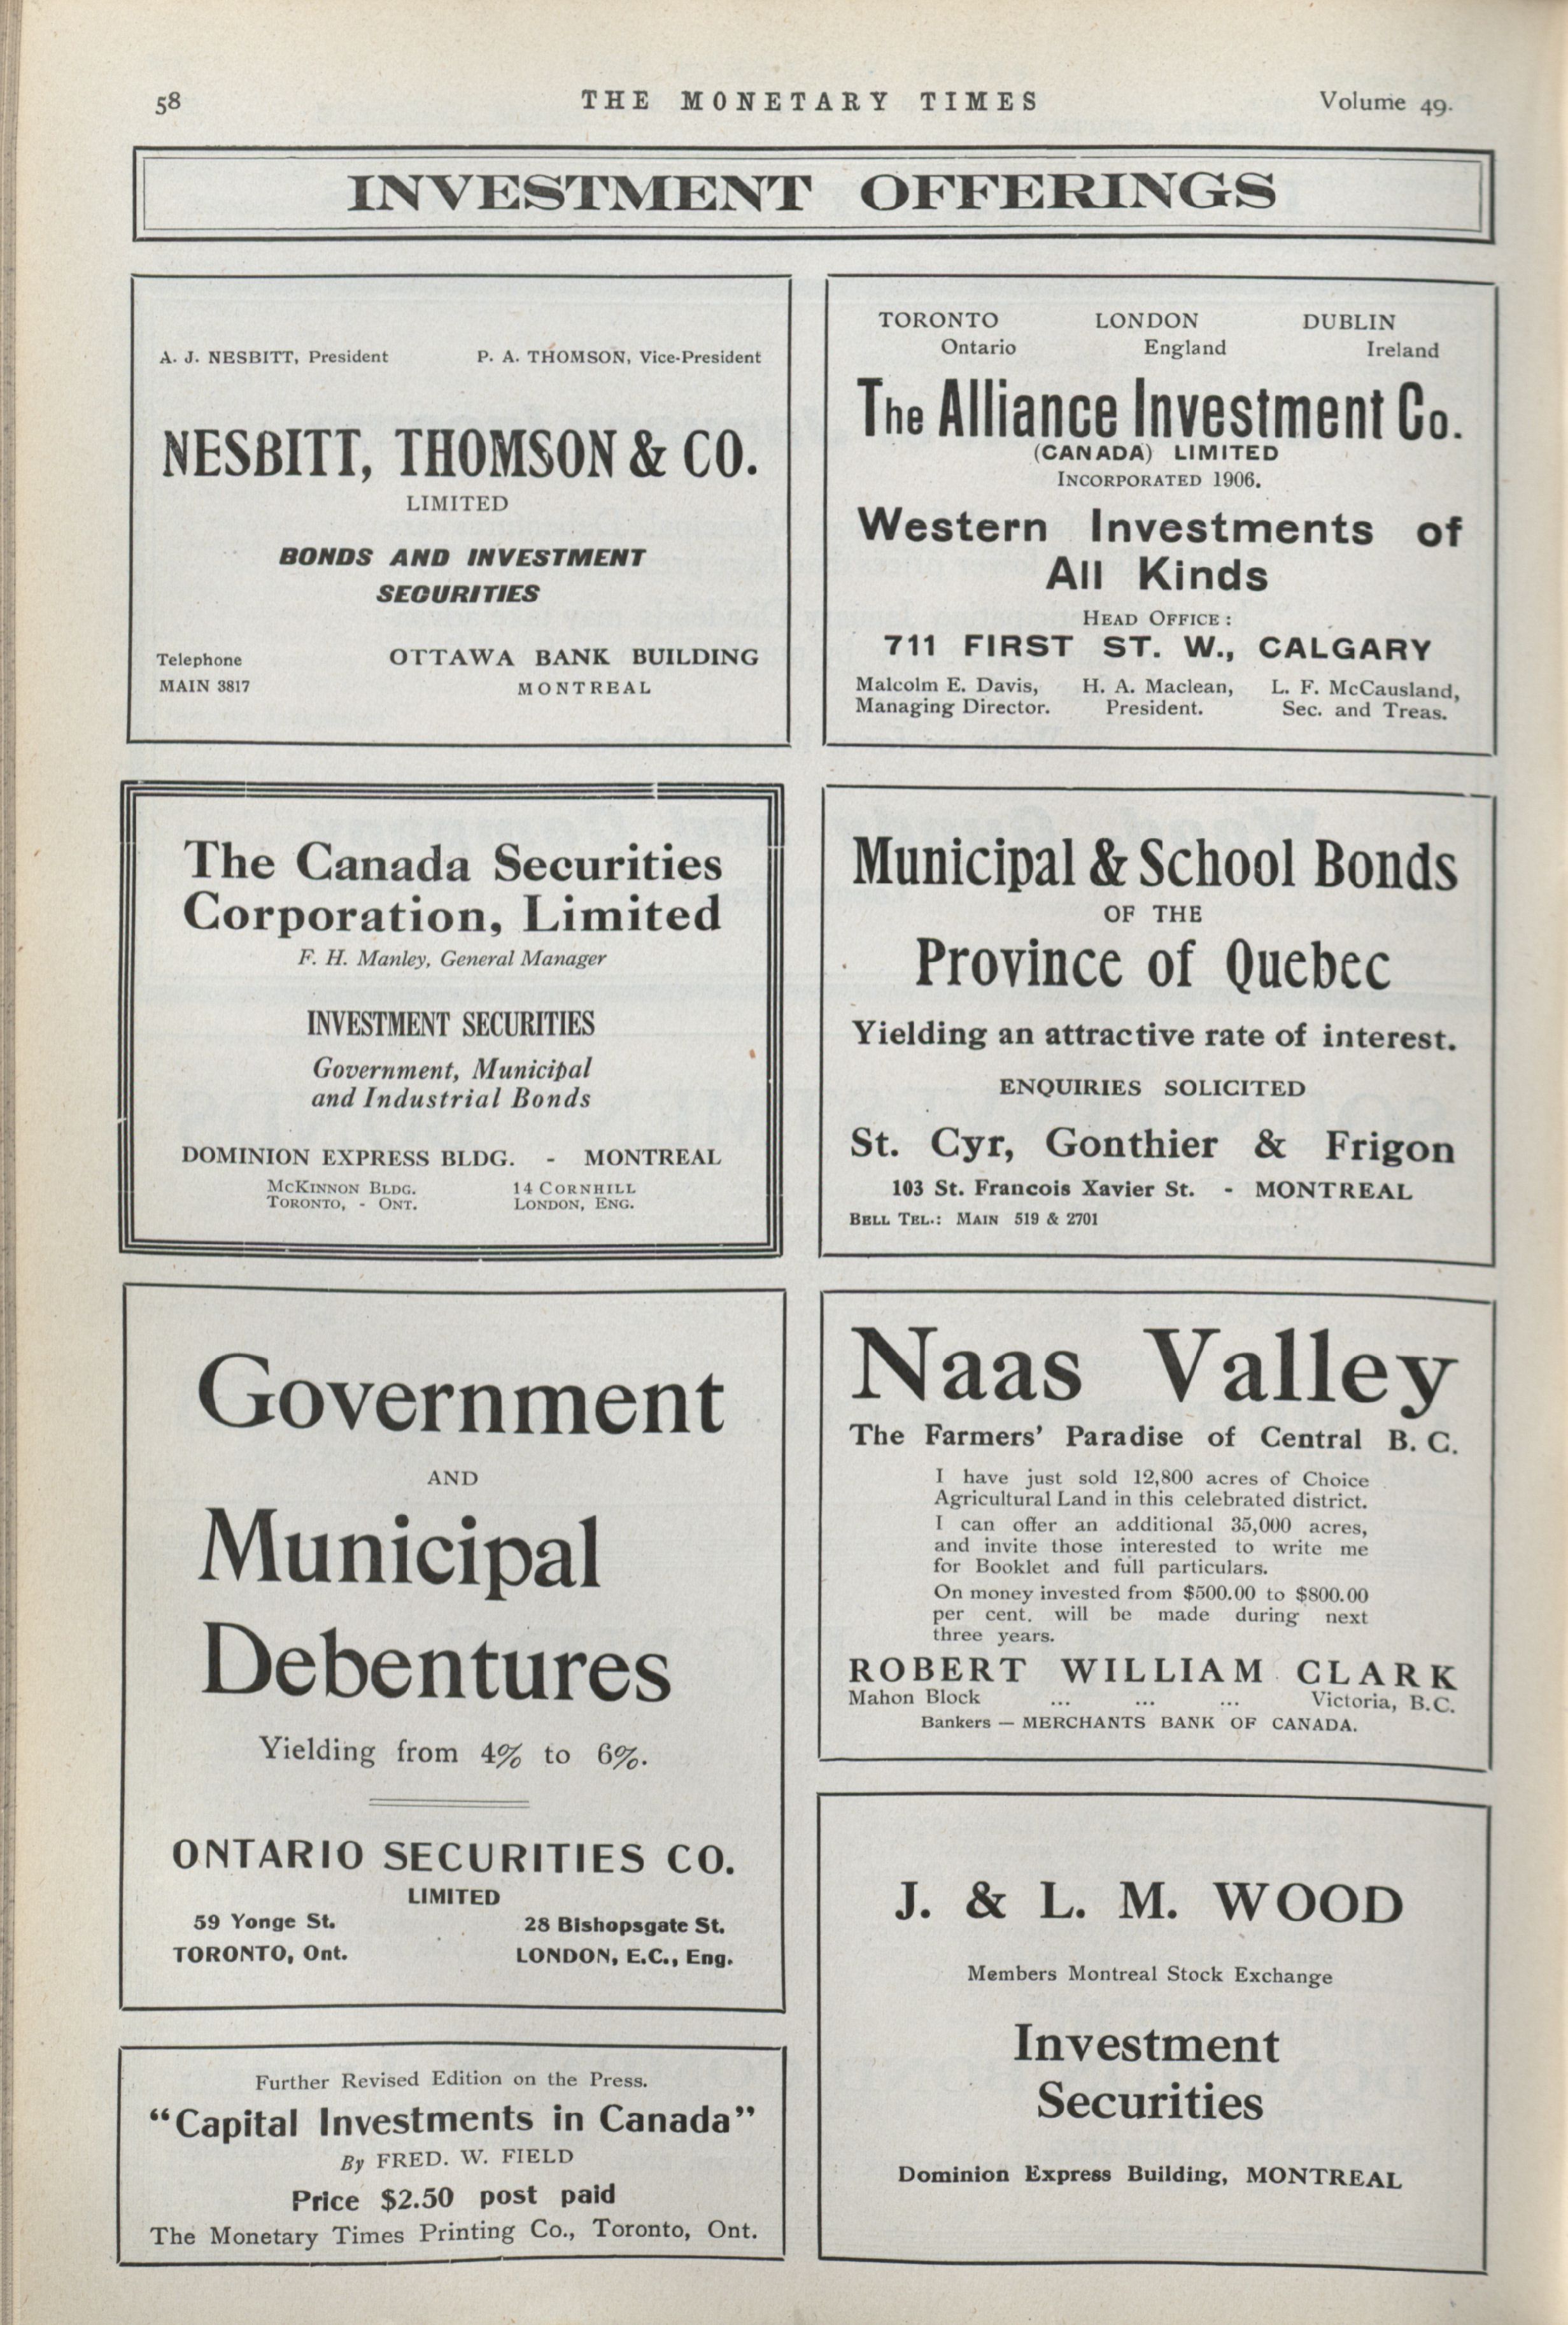 58
THE MONETARY TIMES
Volume 49.
INVESTMENT OFFERINGS
A. J. NESBITT, President P. A. THOMSON, Vice-President
NESBITT, THOMSON & CO.
LIMITED
BONDS AND INVESTMENT
SECURITIES
Telephone
MAIN 3817
OTTAWA BANK BUILDING
MONTREAL
TORONTO
Ontario
LONDON
England
DUBLIN
Ireland
The Alliance Investment Co.
(CANADA) LIMITED
INCORPORATED 1906.
Western Investments of
All Kinds
HEAD OFFICE:
711 FIRST ST. W., CALGARY
Malcolm E. Davis,
Managing Director.
H. A. Maclean,
President.
L. F. McCausland,
Sec. and Treas.
The Canada Securities
Corporation, Limited
F. H. Manley, General Manager
INVESTMENT SECURITIES
Government, Municipal
and Industrial Bonds
DOMINION EXPRESS BLDG. - MONTREAL
MCKINNON BLDG.
TORONTO, - ONT.
14 CORNHILL
LONDON, ENG.
Municipal & School Bonds
OF THE
Province of Quebec
Yielding an attractive rate of interest.
ENQUIRIES SOLICITED
St. Cyr, Gonthier & Frigon
103 St. Francois Xavier St. - MONTREAL
BELL TEL.: MAIN 519 & 2701
Government
AND
Municipal
Debentures
Yielding from 4% to 6%.
ONTARIO SECURITIES CO.
LIMITED
59 Yonge St.
TORONTO, Ont.
28 Bishopsgate St.
LONDON, E.C., Eng.
Naas Valley
The Farmers' Paradise of Central B. C.
I have just sold 12,800 acres of Choice
Agricultural Land in this celebrated district.
I can offer an additional 35,000 acres,
and invite those interested to write me
for Booklet and full particulars.
On money invested from $500.00 to $800.00
per cent. will be made during next
three years.
ROBERT WILLIAM CLARK
Mahon Block ... ... ... Victoria, B.C.
Bankers — MERCHANTS BANK OF CANADA.
Further Revised Edition on the Press.
"Capital Investments in Canada"
By FRED. W. FIELD
Price $2.50 post paid
The Monetary Times Printing Co., Toronto, Ont.
J. & L. M. WOOD
Members Montreal Stock Exchange
Investment
Securities
Dominion Express Building, MONTREAL